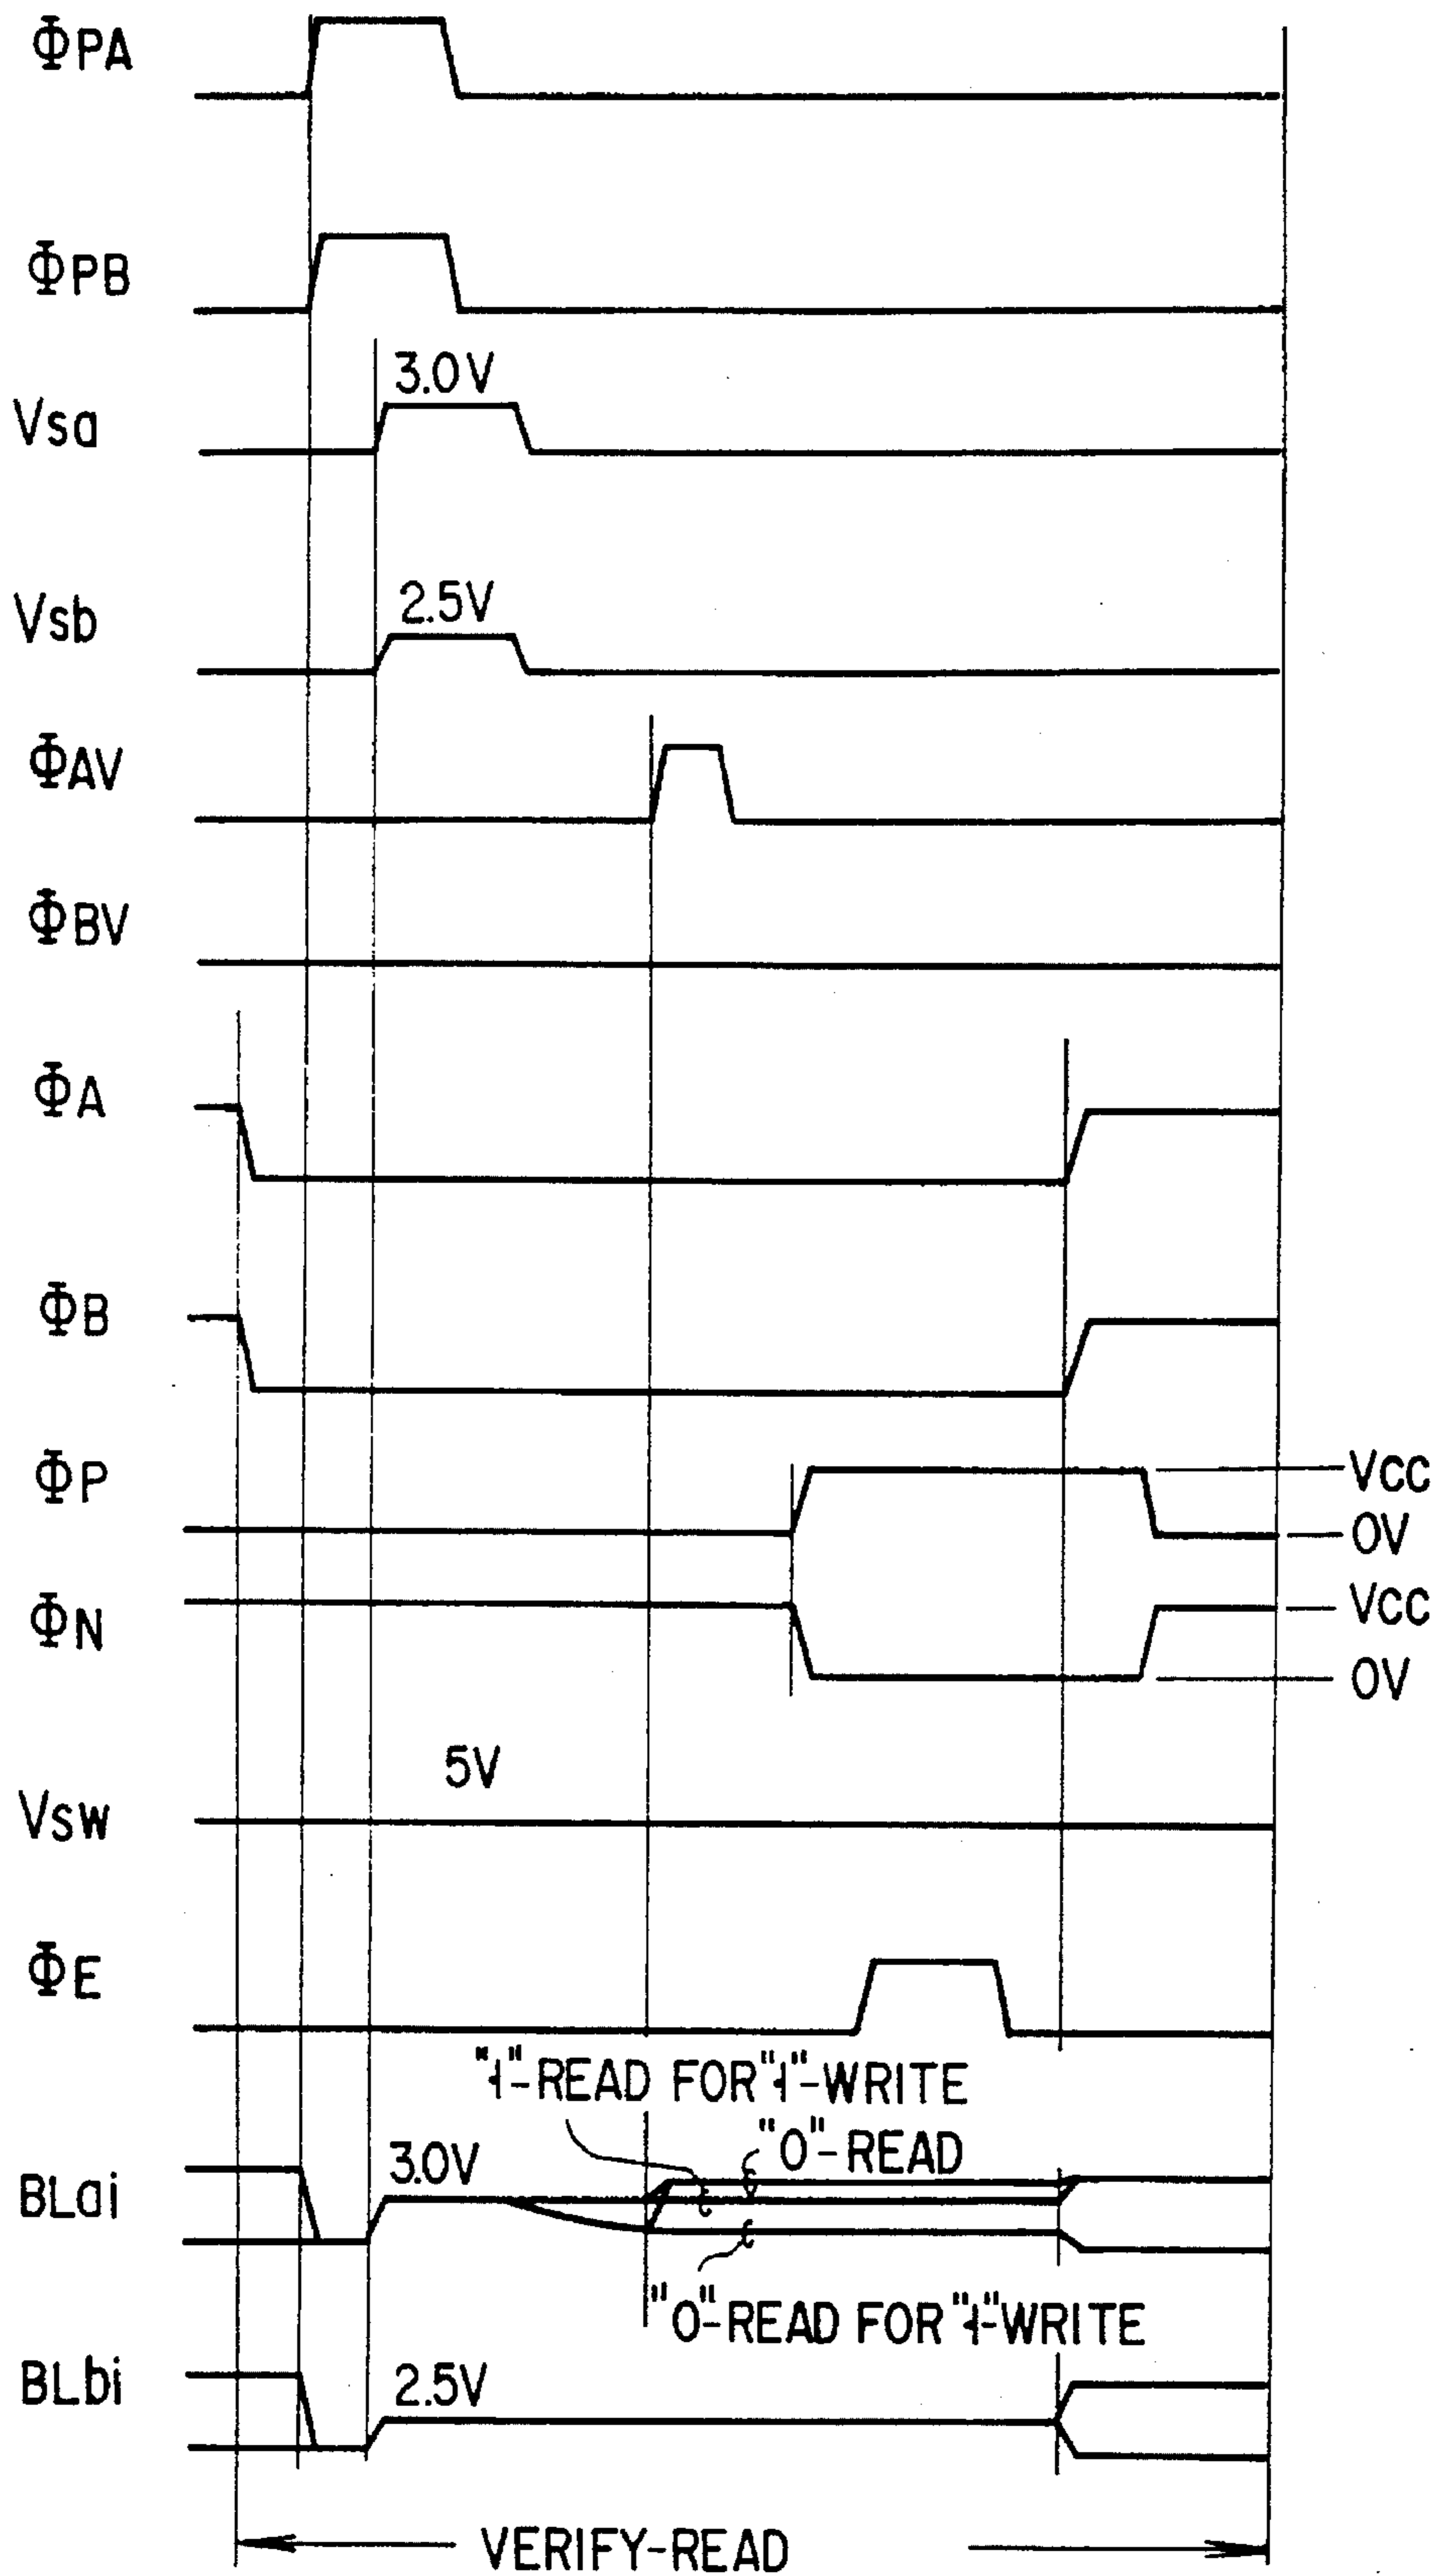 ΦPA
ΦPB
3.0V
Vsa
2.5V
Vsb
ΦAV
ΦBV
ΦA
ΦB
ΦP
Vcc
0V
ΦN
Vcc
0V
5V
Vsw
ΦE
"1"-READ FOR "1"-WRITE
"0"-READ
3.0V
BLai
"0"-READ FOR "1"-WRITE
2.5V
BLbi
VERIFY-READ